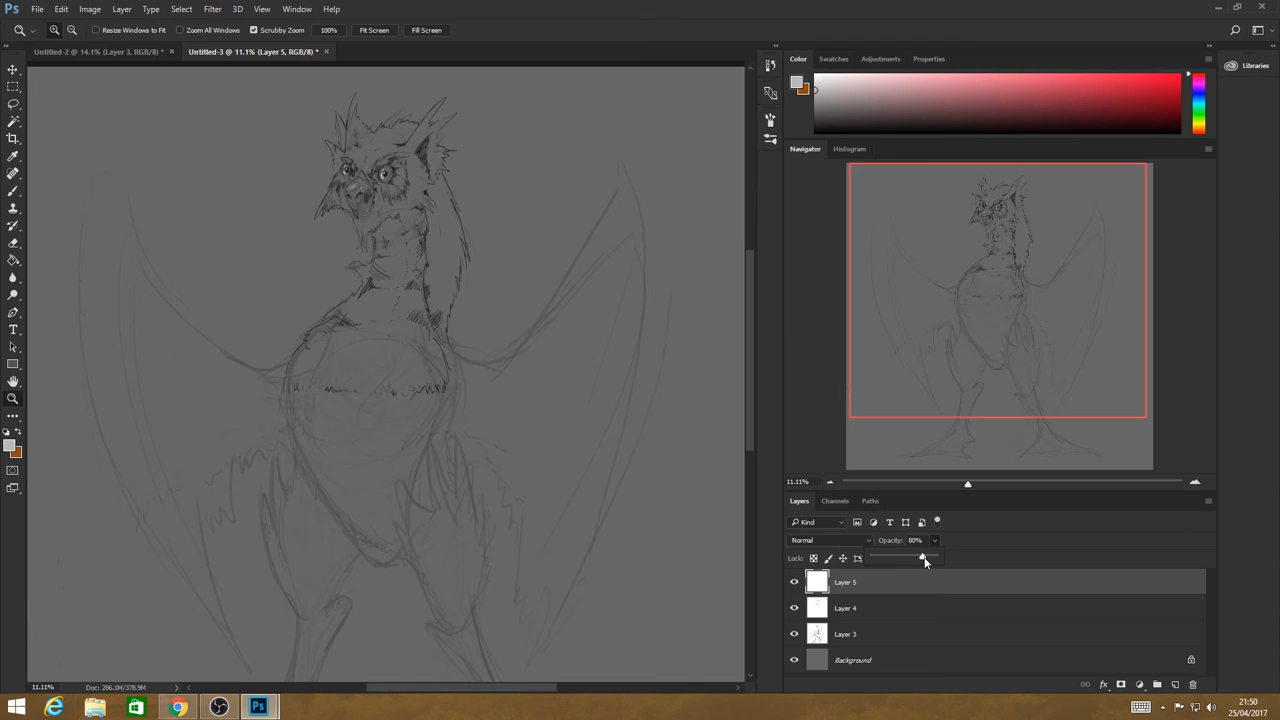 Ps File Edit Image Layer Type Select Filter 3D View Window Help
Resize Windows to Fit Zoom All Windows Scrubby Zoom 100% Fit Screen Fill Screen
Untitled-2 @ 14.1% (Layer 3, RGB/8) * × Untitled-3 @ 11.1% (Layer 5, RGB/8) * ×
Color Swatches Adjustments Properties
Libraries
Navigator Histogram
11.11%
Layers Channels Paths
Kind
Normal Opacity: 80%
Lock:
Layer 5
Layer 4
Layer 3
Background
11.11% Doc: 286.1M/378.9M
Ps
21:50
25/04/2017